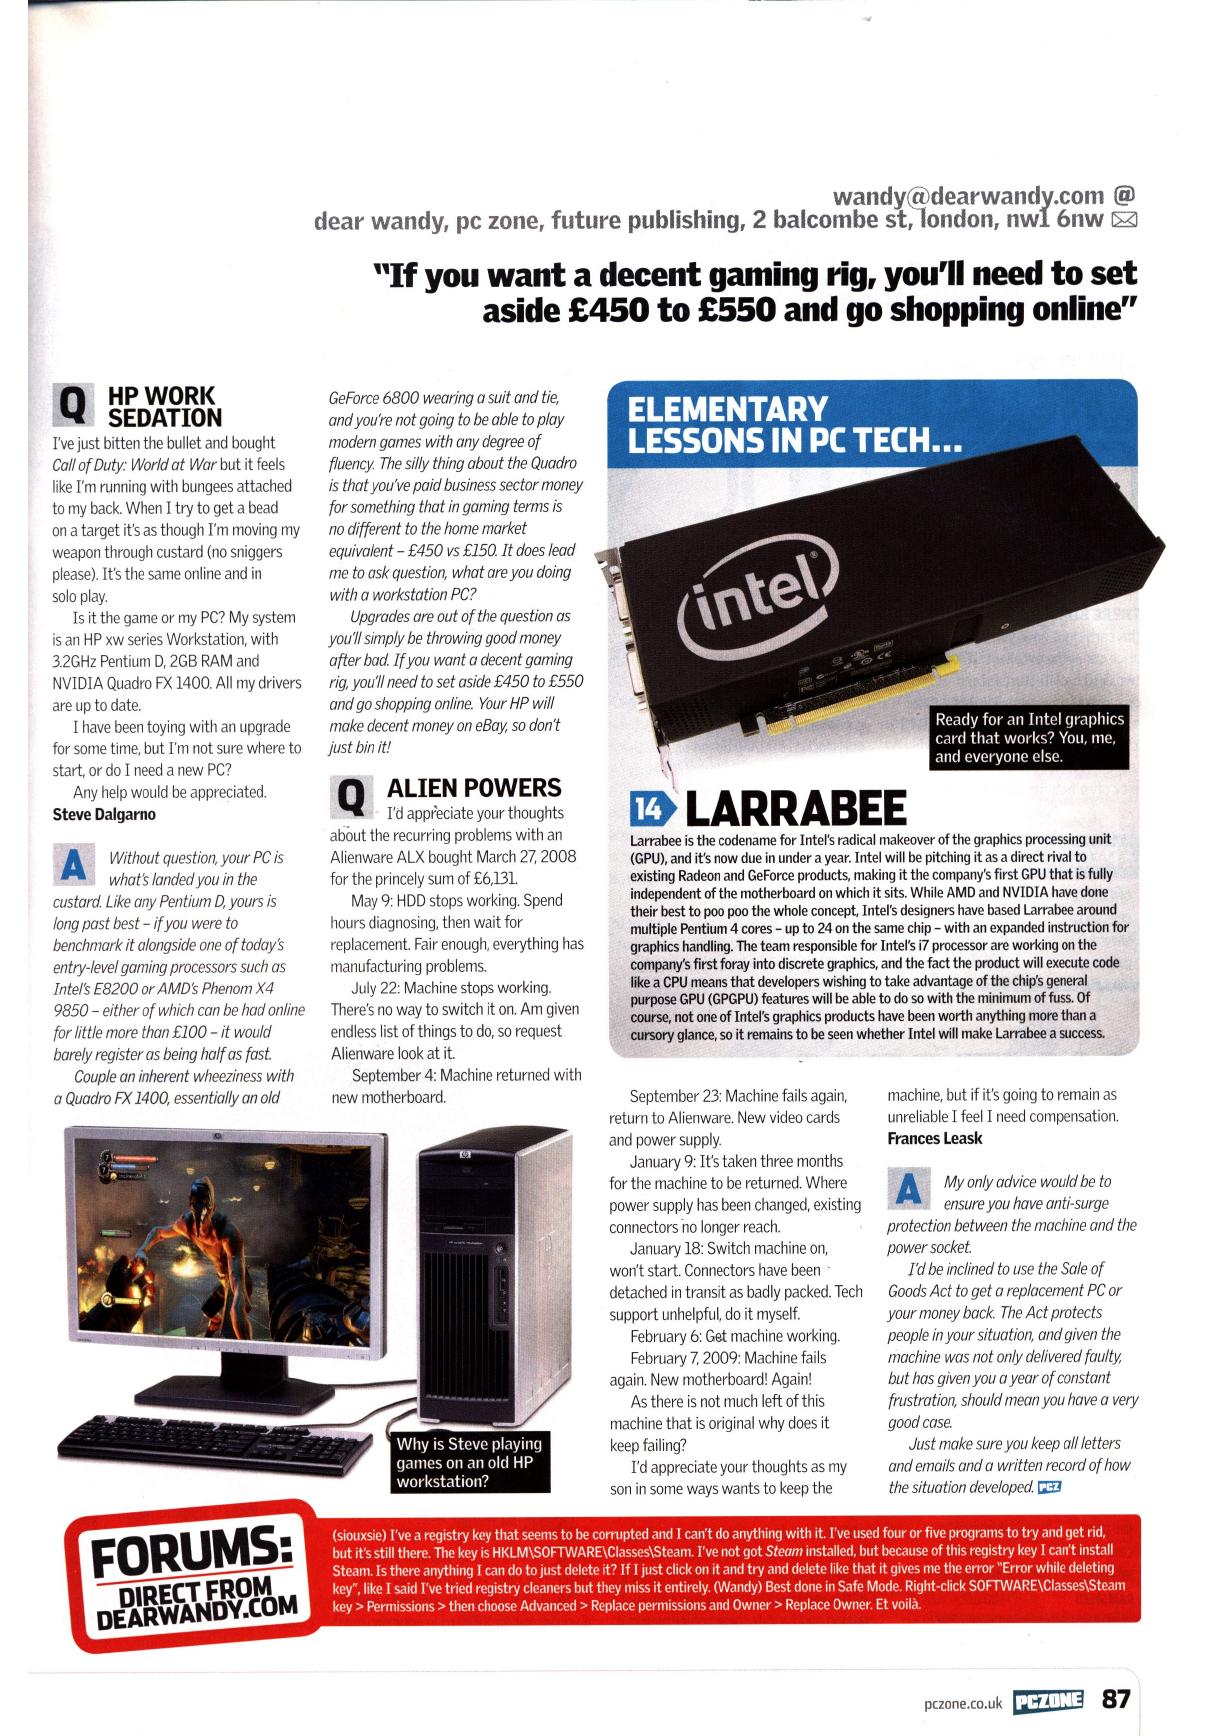 wandy@dearwandy.com @
dear wandy, pc zone, future publishing, 2 balcombe st, london, nw1 6nw
"If you want a decent gaming rig, you'll need to set
aside £450 to £550 and go shopping online"
Q HP WORK
SEDATION
I've just bitten the bullet and bought
Call of Duty: World at War but it feels
like I'm running with bungees attached
to my back. When I try to get a bead
on a target it's as though I'm moving my
weapon through custard (no sniggers
please). It's the same online and in
solo play.
Is it the game or my PC? My system
is an HP xw series Workstation, with
3.2GHz Pentium D, 2GB RAM and
NVIDIA Quadro FX 1400. All my drivers
are up to date.
I have been toying with an upgrade
for some time, but I'm not sure where to
start, or do I need a new PC?
Any help would be appreciated.
Steve Dalgarno
A Without question, your PC is
what's landed you in the
custard. Like any Pentium D, yours is
long past best – if you were to
benchmark it alongside one of today's
entry-level gaming processors such as
Intel's E8200 or AMD's Phenom X4
9850 – either of which can be had online
for little more than £100 – it would
barely register as being half as fast.
Couple an inherent wheeziness with
a Quadro FX 1400, essentially an old
GeForce 6800 wearing a suit and tie,
and you're not going to be able to play
modern games with any degree of
fluency. The silly thing about the Quadro
is that you've paid business sector money
for something that in gaming terms is
no different to the home market
equivalent – £450 vs £150. It does lead
me to ask question, what are you doing
with a workstation PC?
Upgrades are out of the question as
you'll simply be throwing good money
after bad. If you want a decent gaming
rig, you'll need to set aside £450 to £550
and go shopping online. Your HP will
make decent money on eBay, so don't
just bin it!
Q ALIEN POWERS
I'd appreciate your thoughts
about the recurring problems with an
Alienware ALX bought March 27, 2008
for the princely sum of £6,131.
May 9: HDD stops working. Spend
hours diagnosing, then wait for
replacement. Fair enough, everything has
manufacturing problems.
July 22: Machine stops working.
There's no way to switch it on. Am given
endless list of things to do, so request
Alienware look at it.
September 4: Machine returned with
new motherboard.
Why is Steve playing
games on an old HP
workstation?
ELEMENTARY
LESSONS IN PC TECH...
intel®
Ready for an Intel graphics
card that works? You, me,
and everyone else.
14 LARRABEE
Larrabee is the codename for Intel's radical makeover of the graphics processing unit
(GPU), and it's now due in under a year. Intel will be pitching it as a direct rival to
existing Radeon and GeForce products, making it the company's first GPU that is fully
independent of the motherboard on which it sits. While AMD and NVIDIA have done
their best to poo poo the whole concept, Intel's designers have based Larrabee around
multiple Pentium 4 cores – up to 24 on the same chip – with an expanded instruction for
graphics handling. The team responsible for Intel's i7 processor are working on the
company's first foray into discrete graphics, and the fact the product will execute code
like a CPU means that developers wishing to take advantage of the chip's general
purpose GPU (GPGPU) features will be able to do so with the minimum of fuss. Of
course, not one of Intel's graphics products have been worth anything more than a
cursory glance, so it remains to be seen whether Intel will make Larrabee a success.
September 23: Machine fails again,
return to Alienware. New video cards
and power supply.
January 9: It's taken three months
for the machine to be returned. Where
power supply has been changed, existing
connectors no longer reach.
January 18: Switch machine on,
won't start. Connectors have been
detached in transit as badly packed. Tech
support unhelpful, do it myself.
February 6: Get machine working.
February 7, 2009: Machine fails
again. New motherboard! Again!
As there is not much left of this
machine that is original why does it
keep failing?
I'd appreciate your thoughts as my
son in some ways wants to keep the
machine, but if it's going to remain as
unreliable I feel I need compensation.
Frances Leask
A My only advice would be to
ensure you have anti-surge
protection between the machine and the
power socket.
I'd be inclined to use the Sale of
Goods Act to get a replacement PC or
your money back. The Act protects
people in your situation, and given the
machine was not only delivered faulty,
but has given you a year of constant
frustration, should mean you have a very
good case.
Just make sure you keep all letters
and emails and a written record of how
the situation developed. PCZ
FORUMS:
DIRECT FROM
DEARWANDY.COM
(siouxsie) I've a registry key that seems to be corrupted and I can't do anything with it. I've used four or five programs to try and get rid,
but it's still there. The key is HKLM\SOFTWARE\Classes\Steam. I've not got Steam installed, but because of this registry key I can't install
Steam. Is there anything I can do to just delete it? If I just click on it and try and delete like that it gives me the error "Error while deleting
key", like I said I've tried registry cleaners but they miss it entirely. (Wandy) Best done in Safe Mode. Right-click SOFTWARE\Classes\Steam
key > Permissions > then choose Advanced > Replace permissions and Owner > Replace Owner. Et voilà.
pczone.co.uk PCZONE 87